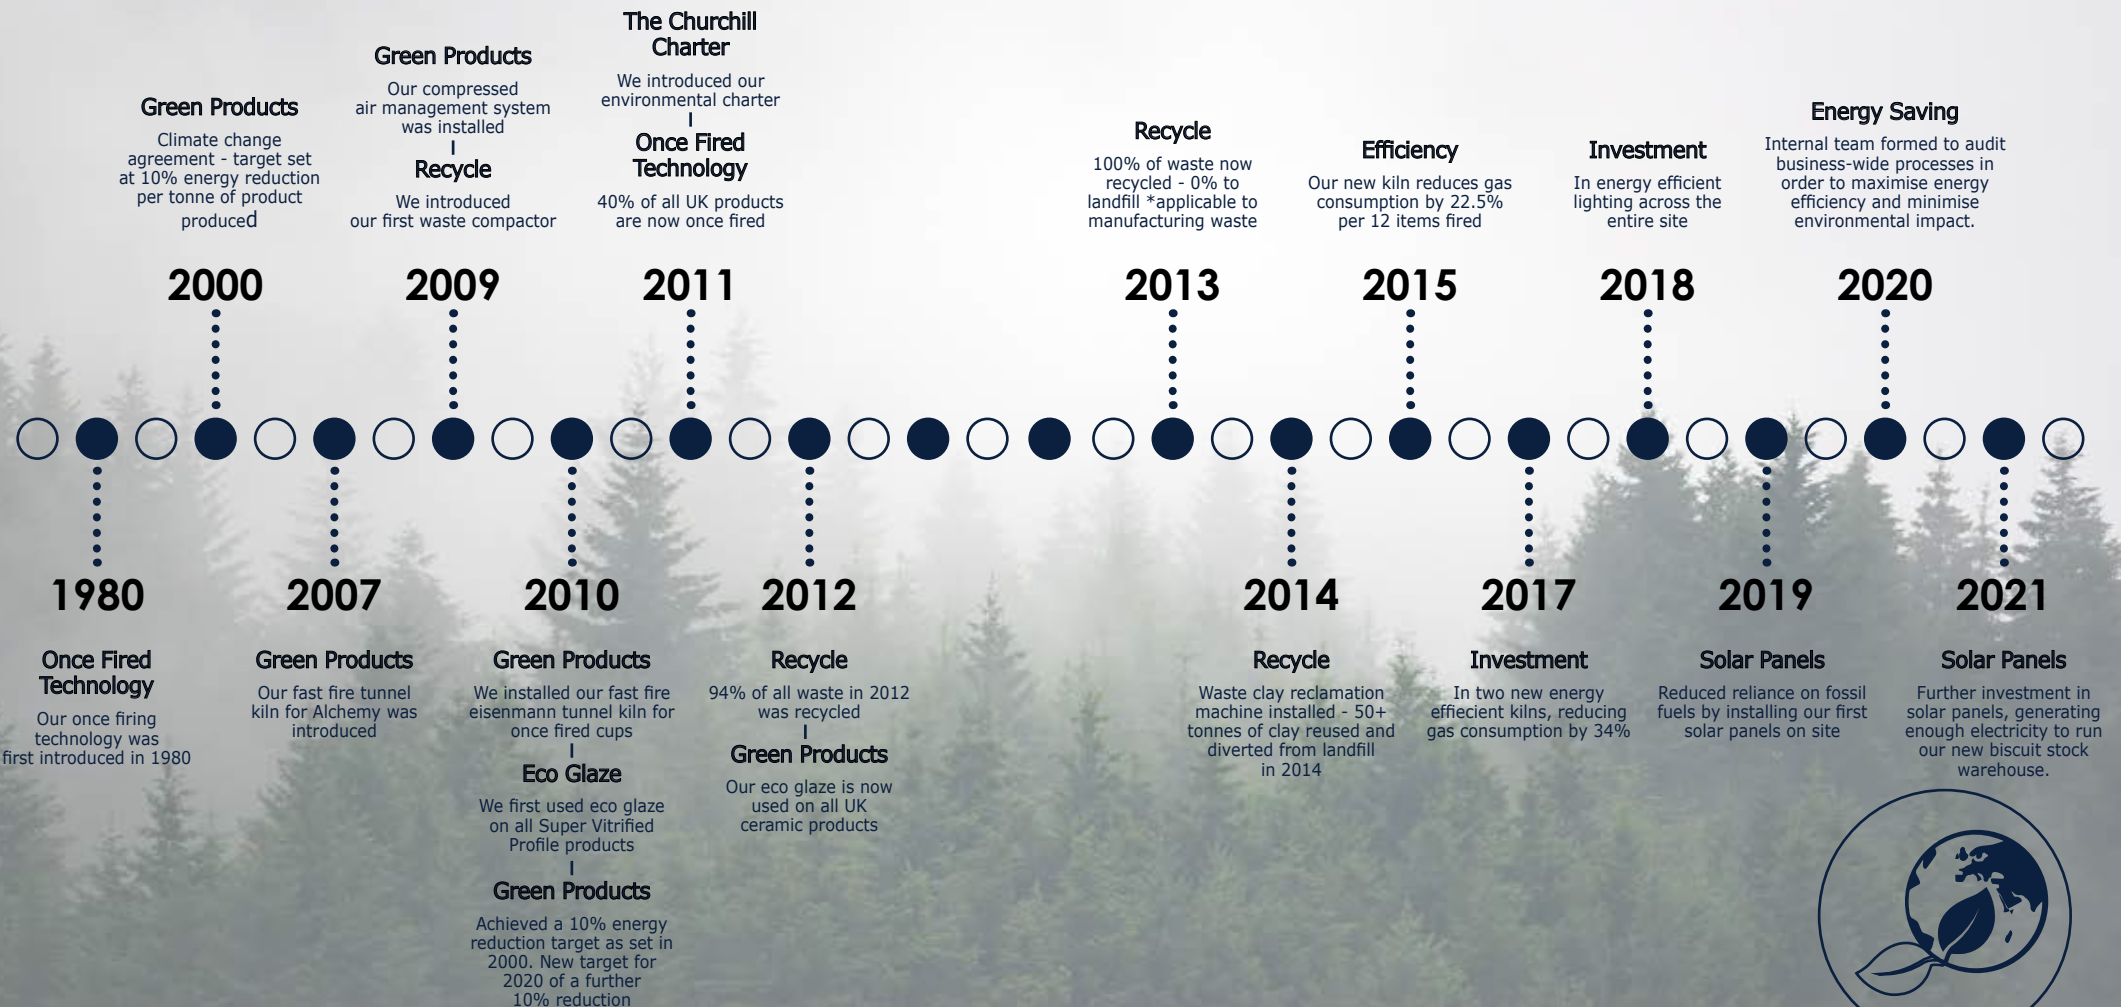 Green Products
Climate change
agreement - target set
at 10% energy reduction
per tonne of product
produced
2000
Green Products
Our compressed
air management system
was installed
Recycle
We introduced
our first waste compactor
2009
The Churchill
Charter
We introduced our
environmental charter
Once Fired
Technology
40% of all UK products
are now once fired
2011
Recycle
100% of waste now
recycled - 0% to
landfill *applicable to
manufacturing waste
2013
Efficiency
Our new kiln reduces gas
consumption by 22.5%
per 12 items fired
2015
Investment
In energy efficient
lighting across the
entire site
2018
Energy Saving
Internal team formed to audit
business-wide processes in
order to maximise energy
efficiency and minimise
environmental impact.
2020
1980
Once Fired
Technology
Our once firing
technology was
first introduced in 1980
2007
Green Products
Our fast fire tunnel
kiln for Alchemy was
introduced
2010
Green Products
We installed our fast fire
eisenmann tunnel kiln for
once fired cups
Eco Glaze
We first used eco glaze
on all Super Vitrified
Profile products
Green Products
Achieved a 10% energy
reduction target as set in
2000. New target for
2020 of a further
10% reduction
2012
Recycle
94% of all waste in 2012
was recycled
Green Products
Our eco glaze is now
used on all UK
ceramic products
2014
Recycle
Waste clay reclamation
machine installed - 50+
tonnes of clay reused and
diverted from landfill
in 2014
2017
Investment
In two new energy
effiecient kilns, reducing
gas consumption by 34%
2019
Solar Panels
Reduced reliance on fossil
fuels by installing our first
solar panels on site
2021
Solar Panels
Further investment in
solar panels, generating
enough electricity to run
our new biscuit stock
warehouse.